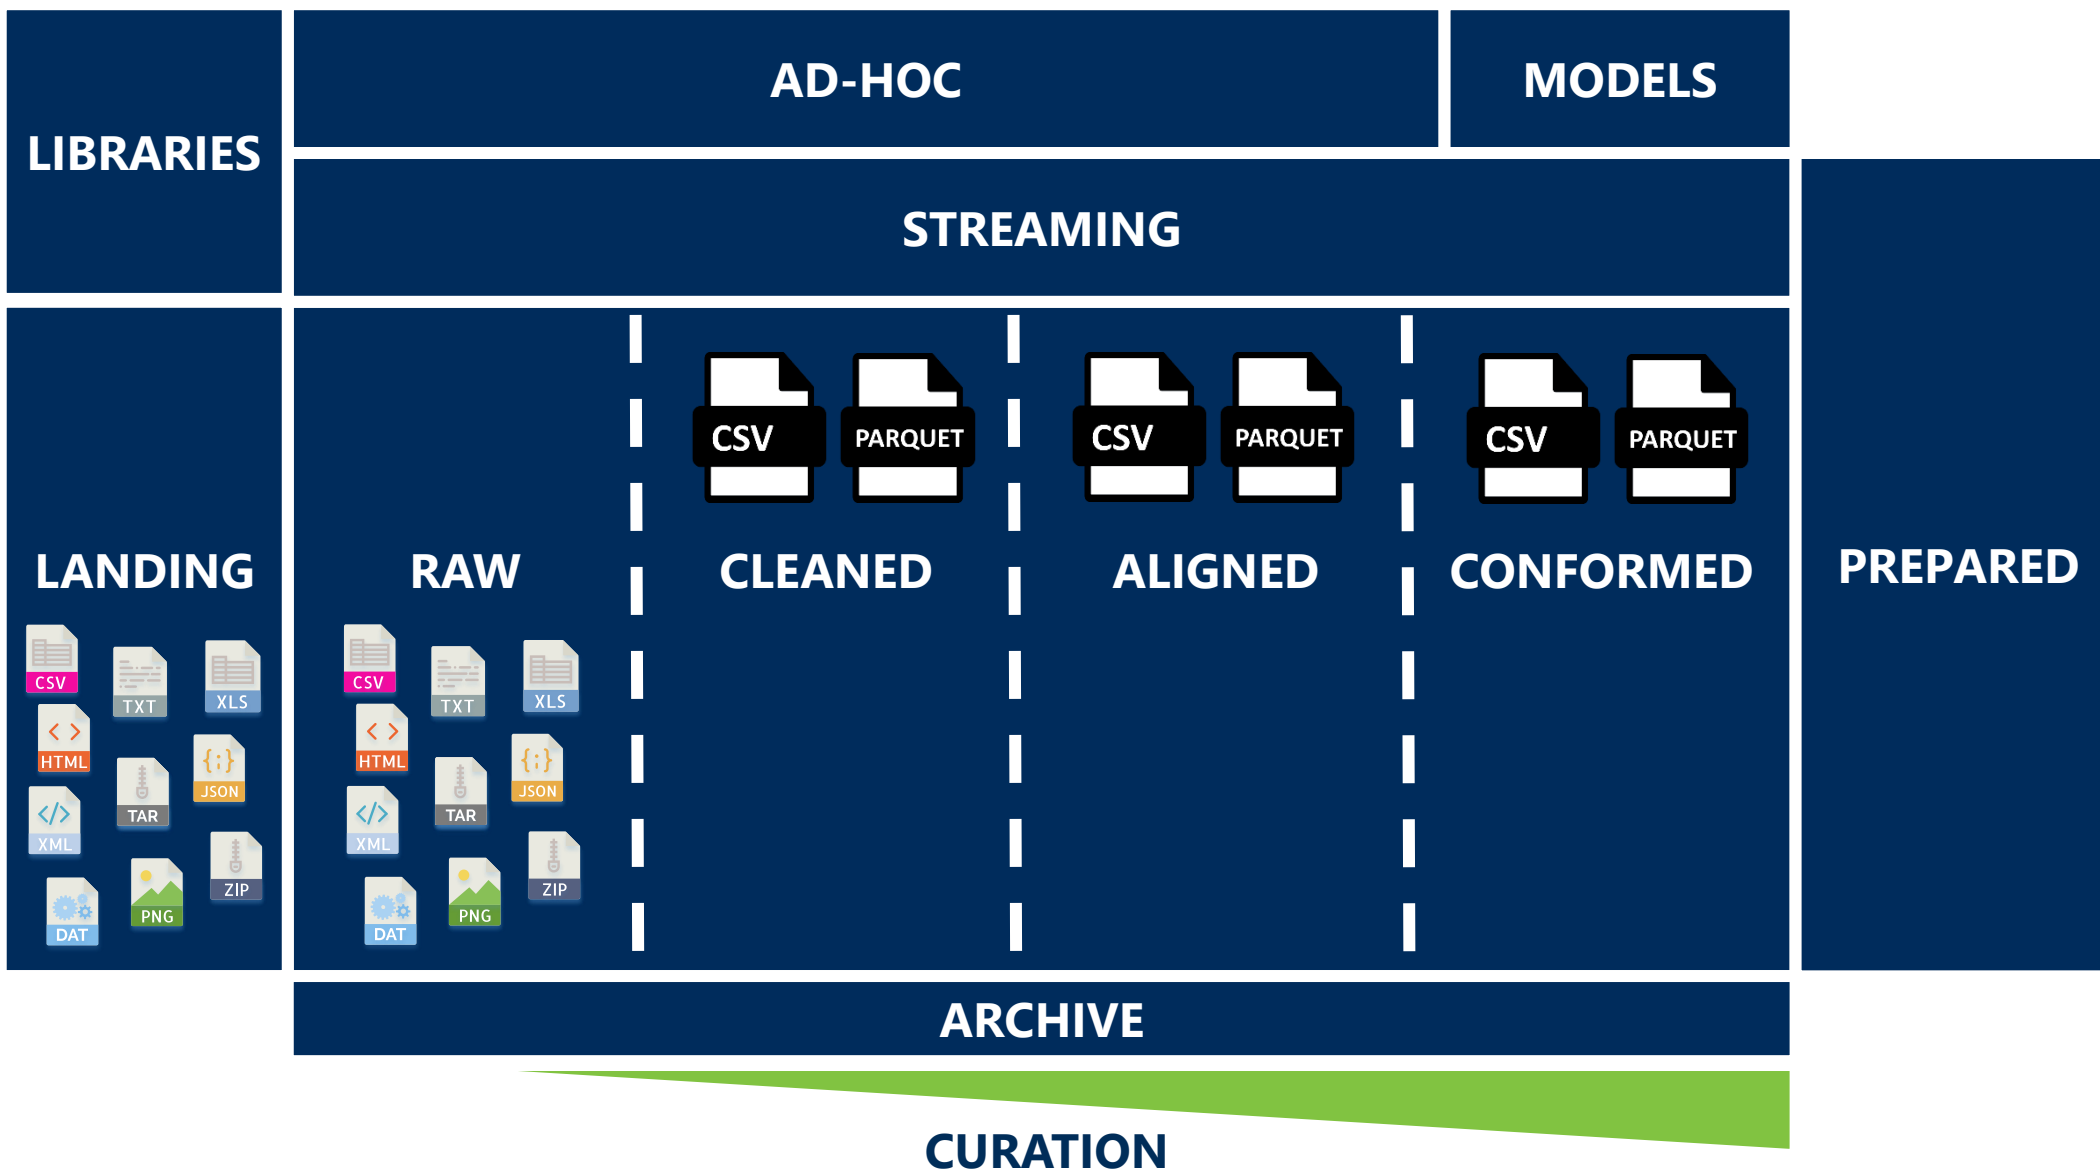 LIBRARIES
AD-HOC
MODELS
STREAMING
LANDING
CSV
TXT
XLS
HTML
JSON
TAR
XML
ZIP
PNG
DAT
RAW
CSV
TXT
XLS
HTML
JSON
TAR
XML
ZIP
PNG
DAT
CSV
PARQUET
CLEANED
CSV
PARQUET
ALIGNED
CSV
PARQUET
CONFORMED
PREPARED
ARCHIVE
CURATION